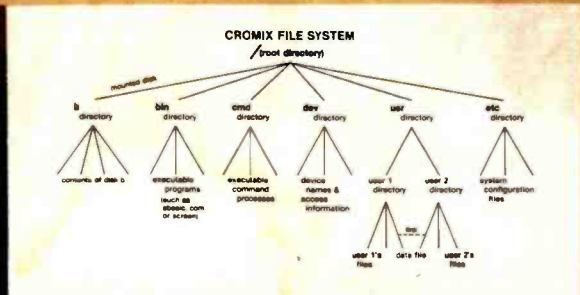 CROMIX FILE SYSTEM
/(root directory)
mounted disk
b bin cmd dev usr etc
directory directory directory directory directory directory
contents of disk b executable executable device user 1 user 2 system
programs command names & directory directory configuration
(such as processes access files
sbasic.com information
or screen)
link
user 1's data file user 2's
files files